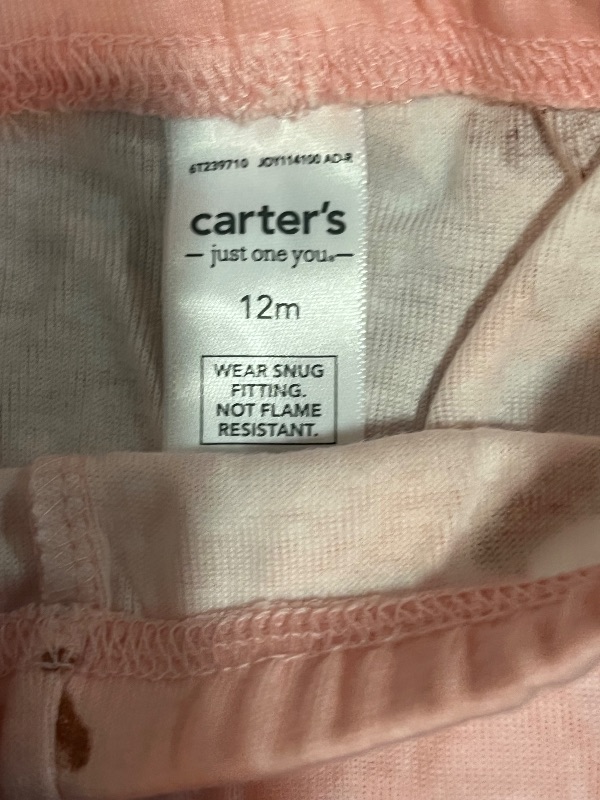 6T239710 JOY114100 AD-R
carter's
just one you®
12m
WEAR SNUG
FITTING.
NOT FLAME
RESISTANT.